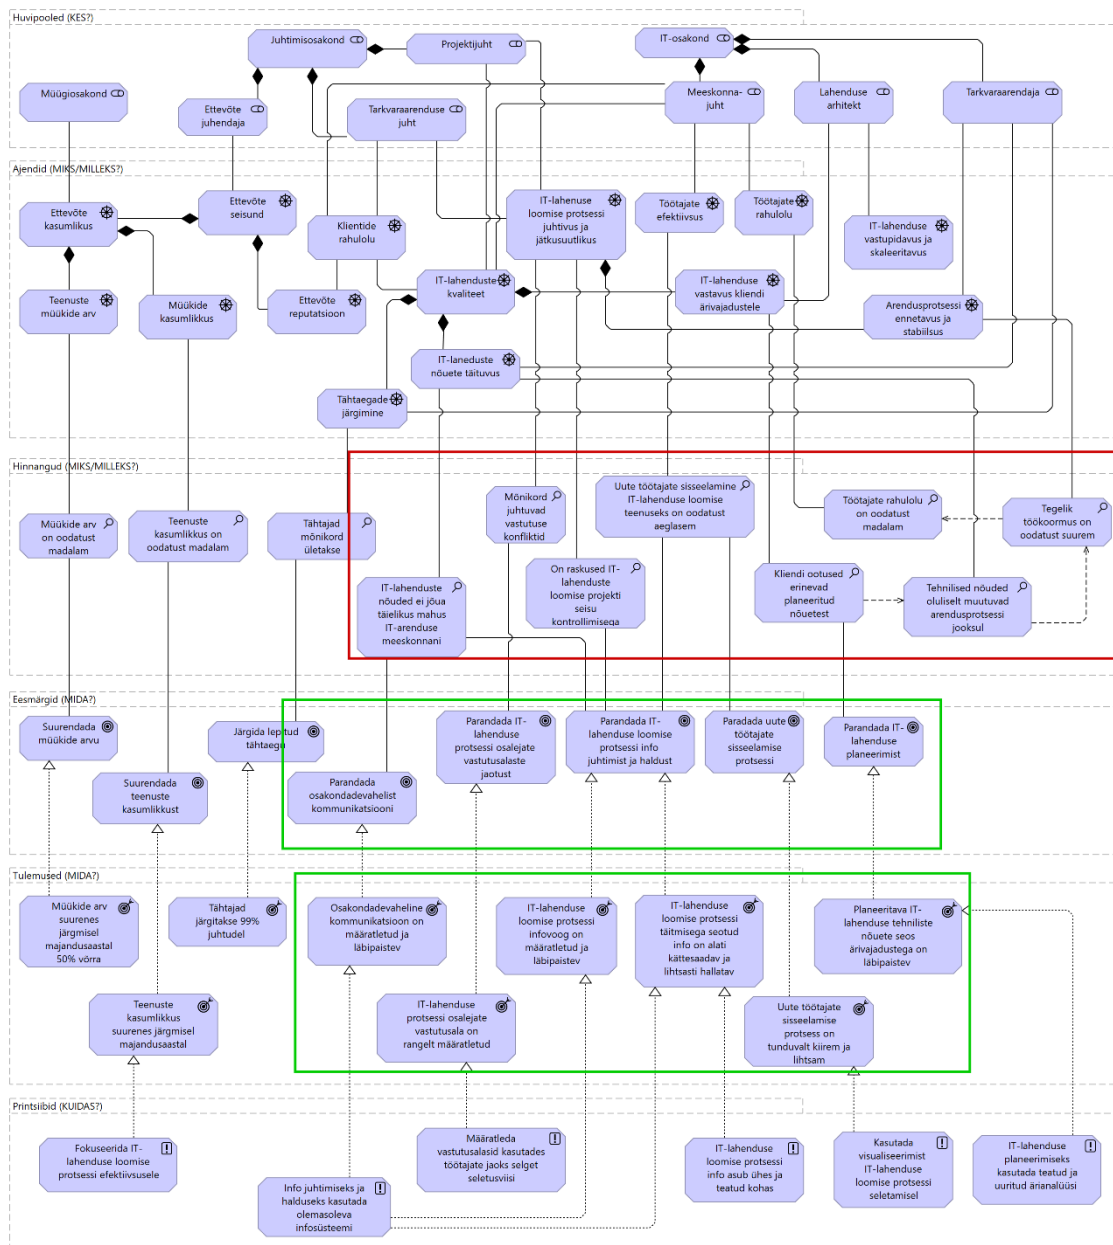 Huvipooled (KES?)
Juhtimisosakond
Projektijuht
IT-osakond
Müügiosakond
Ettevõte
juhendaja
Tarkvaraarenduse
juht
Meeskonna-
juht
Lahenduse
arhitekt
Tarkvaraarendaja
Ajendid (MIKS/MILLEKS?)
Ettevõte
kasumlikus
Ettevõte
seisund
Klientide
rahulolu
IT-lahenuse
loomise protsessi
juhtivus ja
jätkusuutlikus
Töötajate
efektiivsus
Töötajate
rahulolu
IT-lahenduse
vastupidavus ja
skaleeritavus
Teenuste
müükide arv
Müükide
kasumlikkus
Ettevõte
reputatsioon
IT-lahenduste
kvaliteet
IT-lahenduse
vastavus kliendi
ärivajadustele
Arendusprotsessi
ennetavus ja
stabiilsus
IT-laneduste
nõuete täituvus
Tähtaegade
järgimine
Hinnangud (MIKS/MILLEKS?)
Müükide arv
on oodatust
madalam
Teenuste
kasumlikkus on
oodatust madalam
Tähtajad
mõnikord
ületakse
Mõnikord
juhtuvad
vastutuse
konfliktid
Uute töötajate sisseelamine
IT-lahenduse loomise
teenuseks on oodatust
aeglasem
Töötajate rahulolu
on oodatust
madalam
Tegelik
töökoormus on
oodatust suurem
IT-lahenduste
nõuded ei jõua
täielikus mahus
IT-arenduse
meeskonnani
On raskused IT-
lahenduste
loomise projekti
seisu
kontrollimisega
Kliendi ootused
erinevad
planeeritud
nõuetest
Tehnilised nõuded
oluliselt muutuvad
arendusprotsessi
jooksul
Eesmärgid (MIDA?)
Suurendada
müükide arvu
Järgida lepitud
tähtaegu
Parandada IT-
lahenduse
protsessi osalejate
vastutusalaste
jaotust
Parandada IT-
lahenduse loomise
protsessi info
juhtimist ja haldust
Paradada uute
töötajate
sisseelamise
protsessi
Parandada IT-
lahenduse
planeerimist
Suurendada
teenuste
kasumlikkust
Parandada
osakondadevahelist
kommunikatsiooni
Tulemused (MIDA?)
Müükide arv
suurenes
järgmisel
majandusaastal
50% võrra
Tähtajad
järgitakse 99%
juhtudel
Osakondadevaheline
kommunikatsioon on
määratletud ja
läbipaistev
IT-lahenduse
loomise protsessi
infovoog on
määratletud ja
läbipaistev
IT-lahenduse
loomise protsessi
täitmisega seotud
info on alati
kättesaadav ja
lihtsasti hallatav
Planeeritava IT-
lahenduse tehniliste
nõuete seos
ärivajadustega on
läbipaistev
Teenuste
kasumlikkus
suurenes järgmisel
majandusaastal
IT-lahenduse
protsessi osalejate
vastutusala on
rangelt määratletud
Uute töötajate
sisseelamise
protsess on
tunduvalt kiirem ja
lihtsam
Printsiibid (KUIDAS?)
Fokuseerida IT-
lahenduse loomise
protsessi efektiivsusele
Määratleda
vastutusalasid kasutades
töötajate jaoks selget
seletusviisi
IT-lahenduse
loomise protsessi
info asub ühes ja
teatud kohas
Kasutada
visualiseerimist
IT-lahenduse
loomise protsessi
seletamisel
IT-lahenduse
planeerimiseks
kasutada teatud ja
uuritud ärianalüüsi
Info juhtimiseks ja
halduseks kasutada
olemasoleva
infosüsteemi